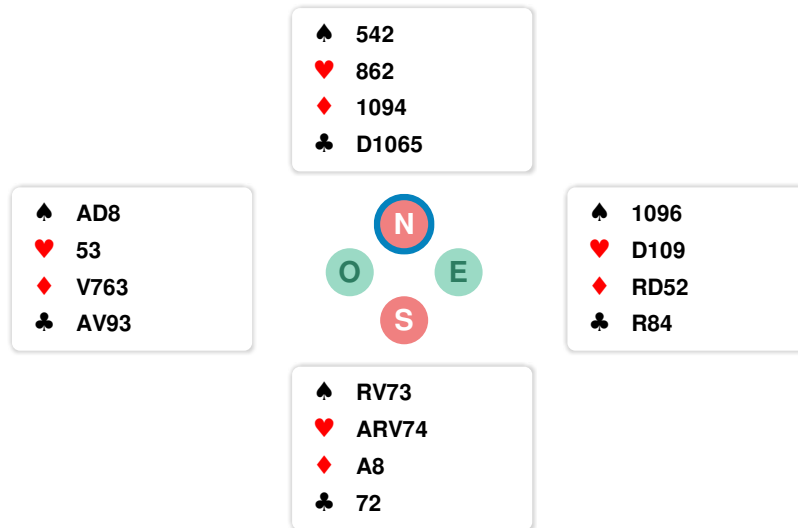 ♠ 542
♥ 862
♦ 1094
♣ D1065
♠ AD8
♥ 53
♦ V763
♣ AV93
N
O E
S
♠ 1096
♥ D109
♦ RD52
♣ R84
♠ RV73
♥ ARV74
♦ A8
♣ 72